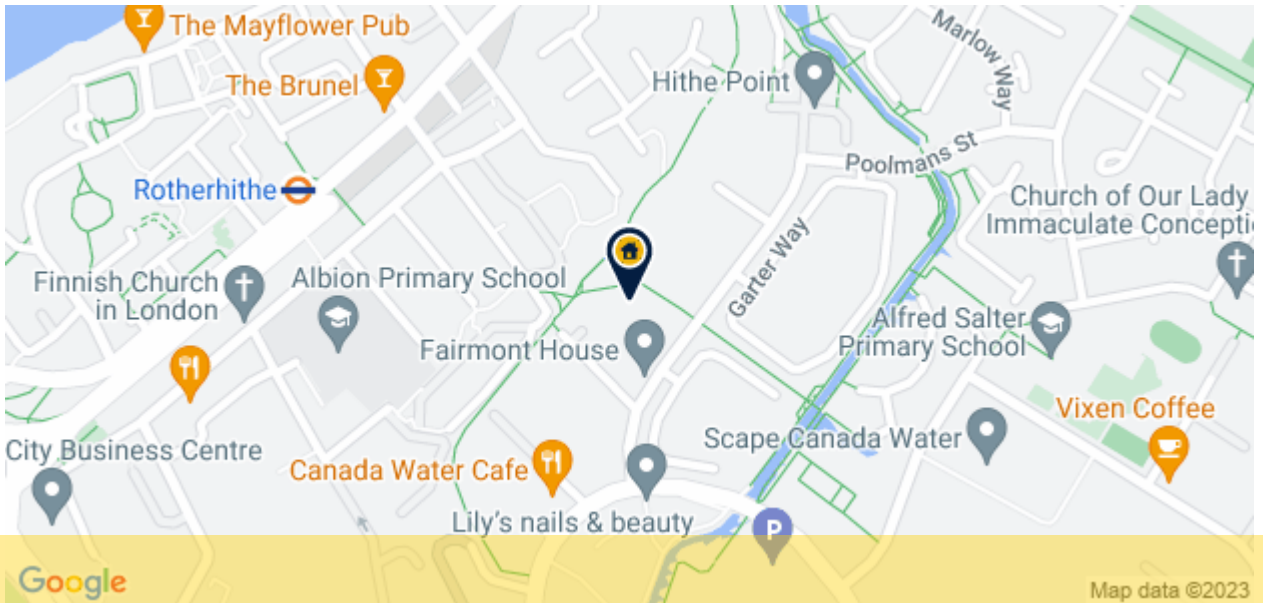 The Mayflower Pub
The Brunel
Hithe Point
Marlow Way
Poolmans St
Rotherhithe
Church of Our Lady
Immaculate Concepti
Garter Way
Finnish Church
in London
Albion Primary School
Alfred Salter
Primary School
Fairmont House
Vixen Coffee
Scape Canada Water
City Business Centre
Canada Water Cafe
Lily's nails & beauty
P
Google
Map data ©2023